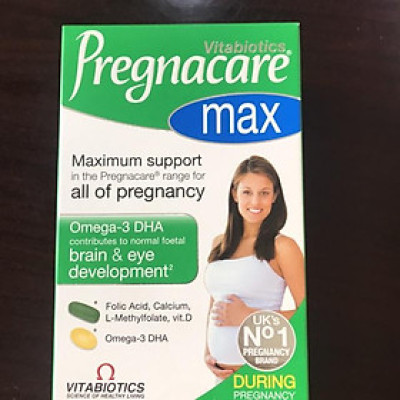 Vitabiotics
Pregnacare®
max
Maximum support
in the Pregnacare® range for
all of pregnancy
Omega-3 DHA
contributes to normal foetal
brain & eye
development²
Folic Acid, Calcium,
L-Methylfolate, vit.D
Omega-3 DHA
UK's
No 1
PREGNANCY
BRAND
VITABIOTICS
SCIENCE OF HEALTHY LIVING
DURING
PREGNANCY